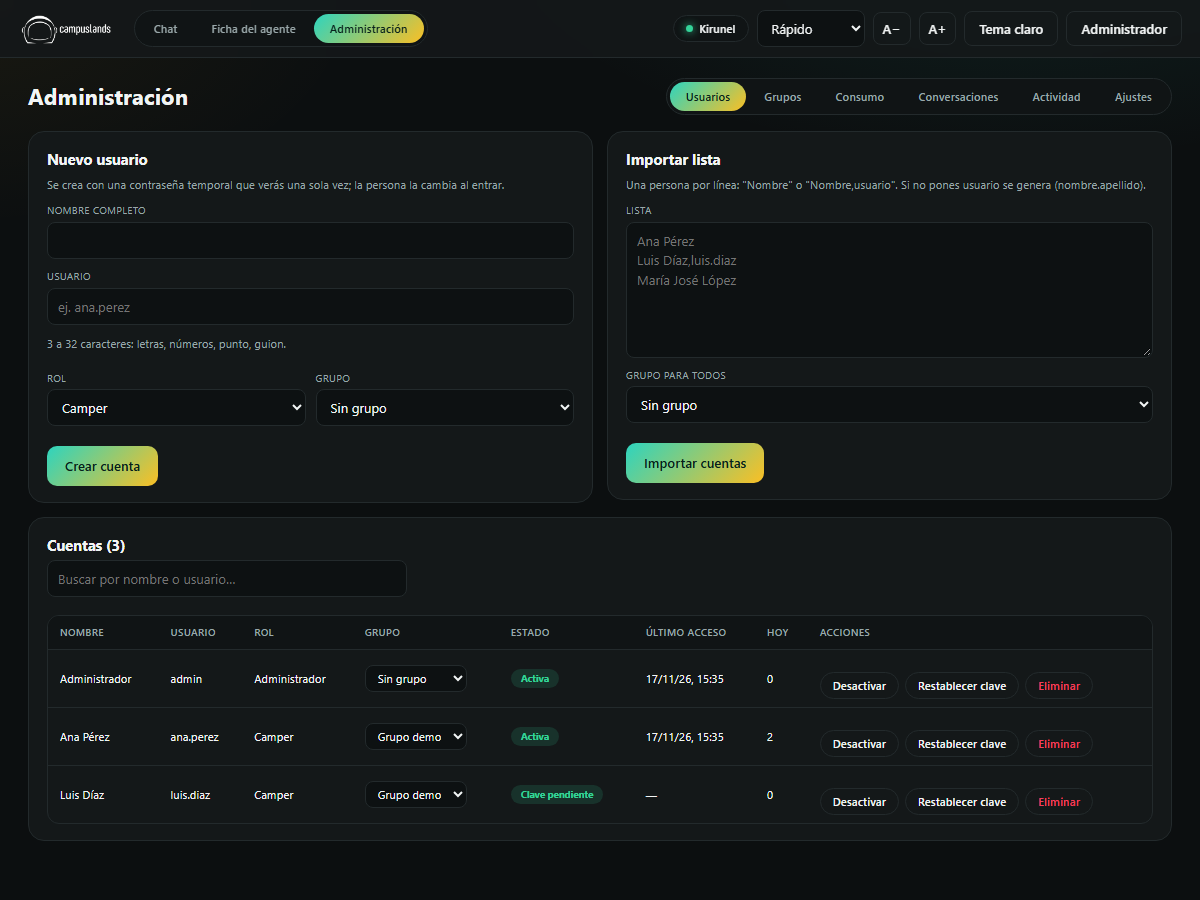 campuslands
Chat
Ficha del agente
Administración
Kirunel
Rápido
A−
A+
Tema claro
Administrador
Administración
Usuarios
Grupos
Consumo
Conversaciones
Actividad
Ajustes
Nuevo usuario
Se crea con una contraseña temporal que verás una sola vez; la persona la cambia al entrar.
NOMBRE COMPLETO
USUARIO
ej. ana.perez
3 a 32 caracteres: letras, números, punto, guion.
ROL
GRUPO
Camper
Sin grupo
Crear cuenta
Importar lista
Una persona por línea: "Nombre" o "Nombre,usuario". Si no pones usuario se genera (nombre.apellido).
LISTA
Ana Pérez
Luis Díaz,luis.diaz
María José López
GRUPO PARA TODOS
Sin grupo
Importar cuentas
Cuentas (3)
Buscar por nombre o usuario...
NOMBRE USUARIO ROL GRUPO ESTADO ÚLTIMO ACCESO HOY ACCIONES
Administrador admin Administrador Sin grupo Activa 17/11/26, 15:35 0 Desactivar Restablecer clave Eliminar
Ana Pérez ana.perez Camper Grupo demo Activa 17/11/26, 15:35 2 Desactivar Restablecer clave Eliminar
Luis Díaz luis.diaz Camper Grupo demo Clave pendiente — 0 Desactivar Restablecer clave Eliminar